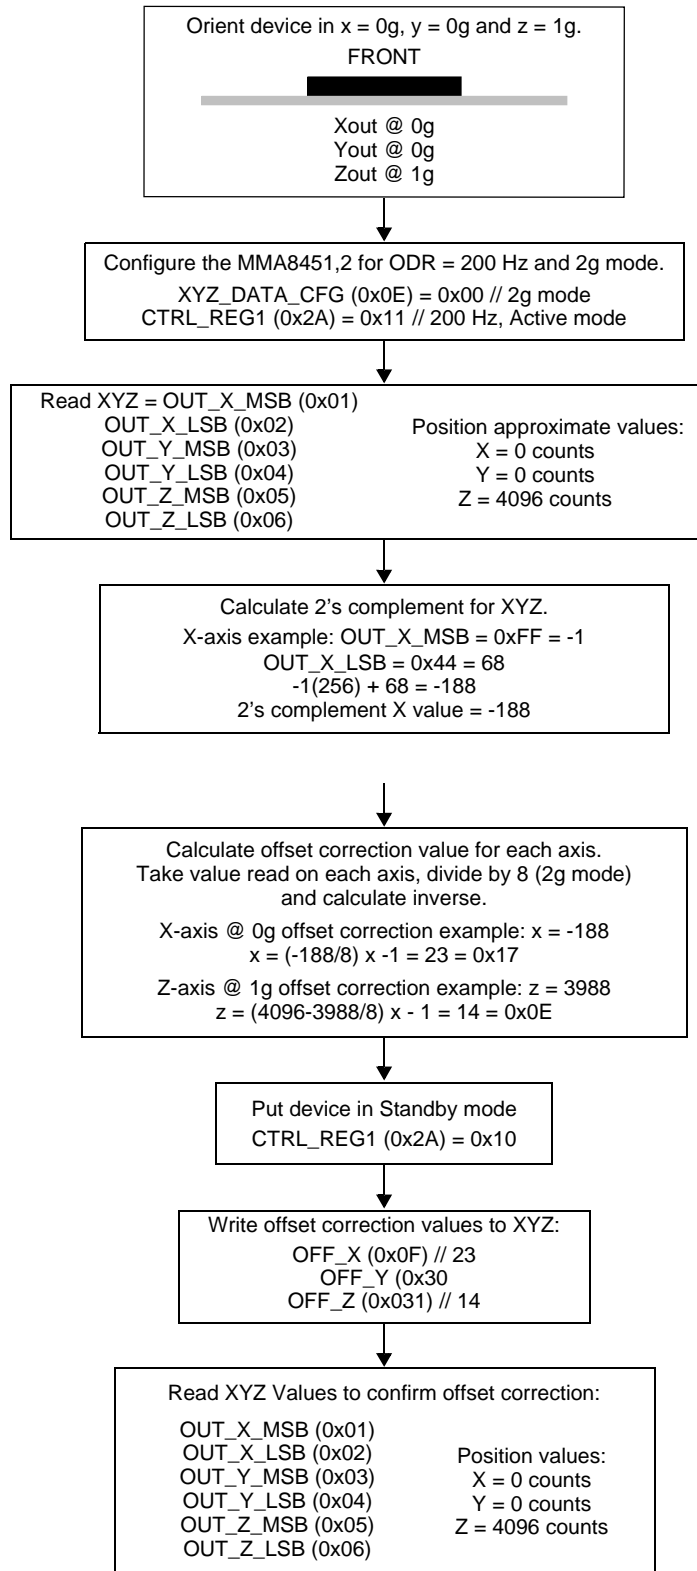 Orient device in x = 0g, y = 0g and z = 1g.
FRONT
Xout @ 0g
Yout @ 0g
Zout @ 1g
Configure the MMA8451,2 for ODR = 200 Hz and 2g mode.
XYZ_DATA_CFG (0x0E) = 0x00 // 2g mode
CTRL_REG1 (0x2A) = 0x11 // 200 Hz, Active mode
Read XYZ = OUT_X_MSB (0x01)
OUT_X_LSB (0x02)
OUT_Y_MSB (0x03)
OUT_Y_LSB (0x04)
OUT_Z_MSB (0x05)
OUT_Z_LSB (0x06)
Position approximate values:
X = 0 counts
Y = 0 counts
Z = 4096 counts
Calculate 2's complement for XYZ.
X-axis example: OUT_X_MSB = 0xFF = -1
OUT_X_LSB = 0x44 = 68
-1(256) + 68 = -188
2's complement X value = -188
Calculate offset correction value for each axis.
Take value read on each axis, divide by 8 (2g mode)
and calculate inverse.
X-axis @ 0g offset correction example: x = -188
x = (-188/8) x -1 = 23 = 0x17
Z-axis @ 1g offset correction example: z = 3988
z = (4096-3988/8) x - 1 = 14 = 0x0E
Put device in Standby mode
CTRL_REG1 (0x2A) = 0x10
Write offset correction values to XYZ:
OFF_X (0x0F) // 23
OFF_Y (0x30
OFF_Z (0x031) // 14
Read XYZ Values to confirm offset correction:
OUT_X_MSB (0x01)
OUT_X_LSB (0x02)
OUT_Y_MSB (0x03)
OUT_Y_LSB (0x04)
OUT_Z_MSB (0x05)
OUT_Z_LSB (0x06)
Position values:
X = 0 counts
Y = 0 counts
Z = 4096 counts